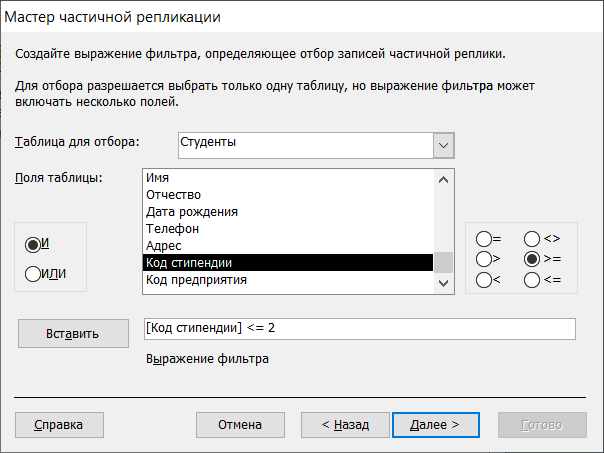 Мастер частичной репликации
Создайте выражение фильтра, определяющее отбор записей частичной реплики.
Для отбора разрешается выбрать только одну таблицу, но выражение фильтра может
включать несколько полей.
Таблица для отбора:
Студенты
Поля таблицы:
Имя
Отчество
Дата рождения
Телефон
Адрес
Код стипендии
Код предприятия
И
ИЛИ
= <>
> >=
< <=
Вставить
[Код стипендии] <= 2
Выражение фильтра
Справка
Отмена
< Назад
Далее >
Готово